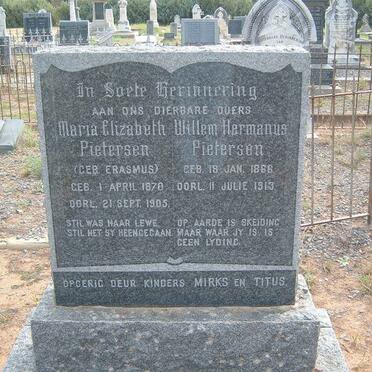 In Soete Herinnering
AAN ONS DIERBARE OUERS
Maria Elizabeth
Pietersen
(GEB. ERASMUS)
GEB. 1 APRIL 1870
OORL. 21 SEPT. 1905.
STIL WAS HAAR LEWE
STIL HET SY HEENGEGAAN.
Willem Hermanus
Pietersen
GEB. 18 JAN. 1868
OORL. 11 JULIE 1913
OP AARDE IS SKEIDING
MAAR WAAR JY IS, IS
GEEN LYDING.
OPGERIG DEUR KINDERS MIRKS EN TITUS.